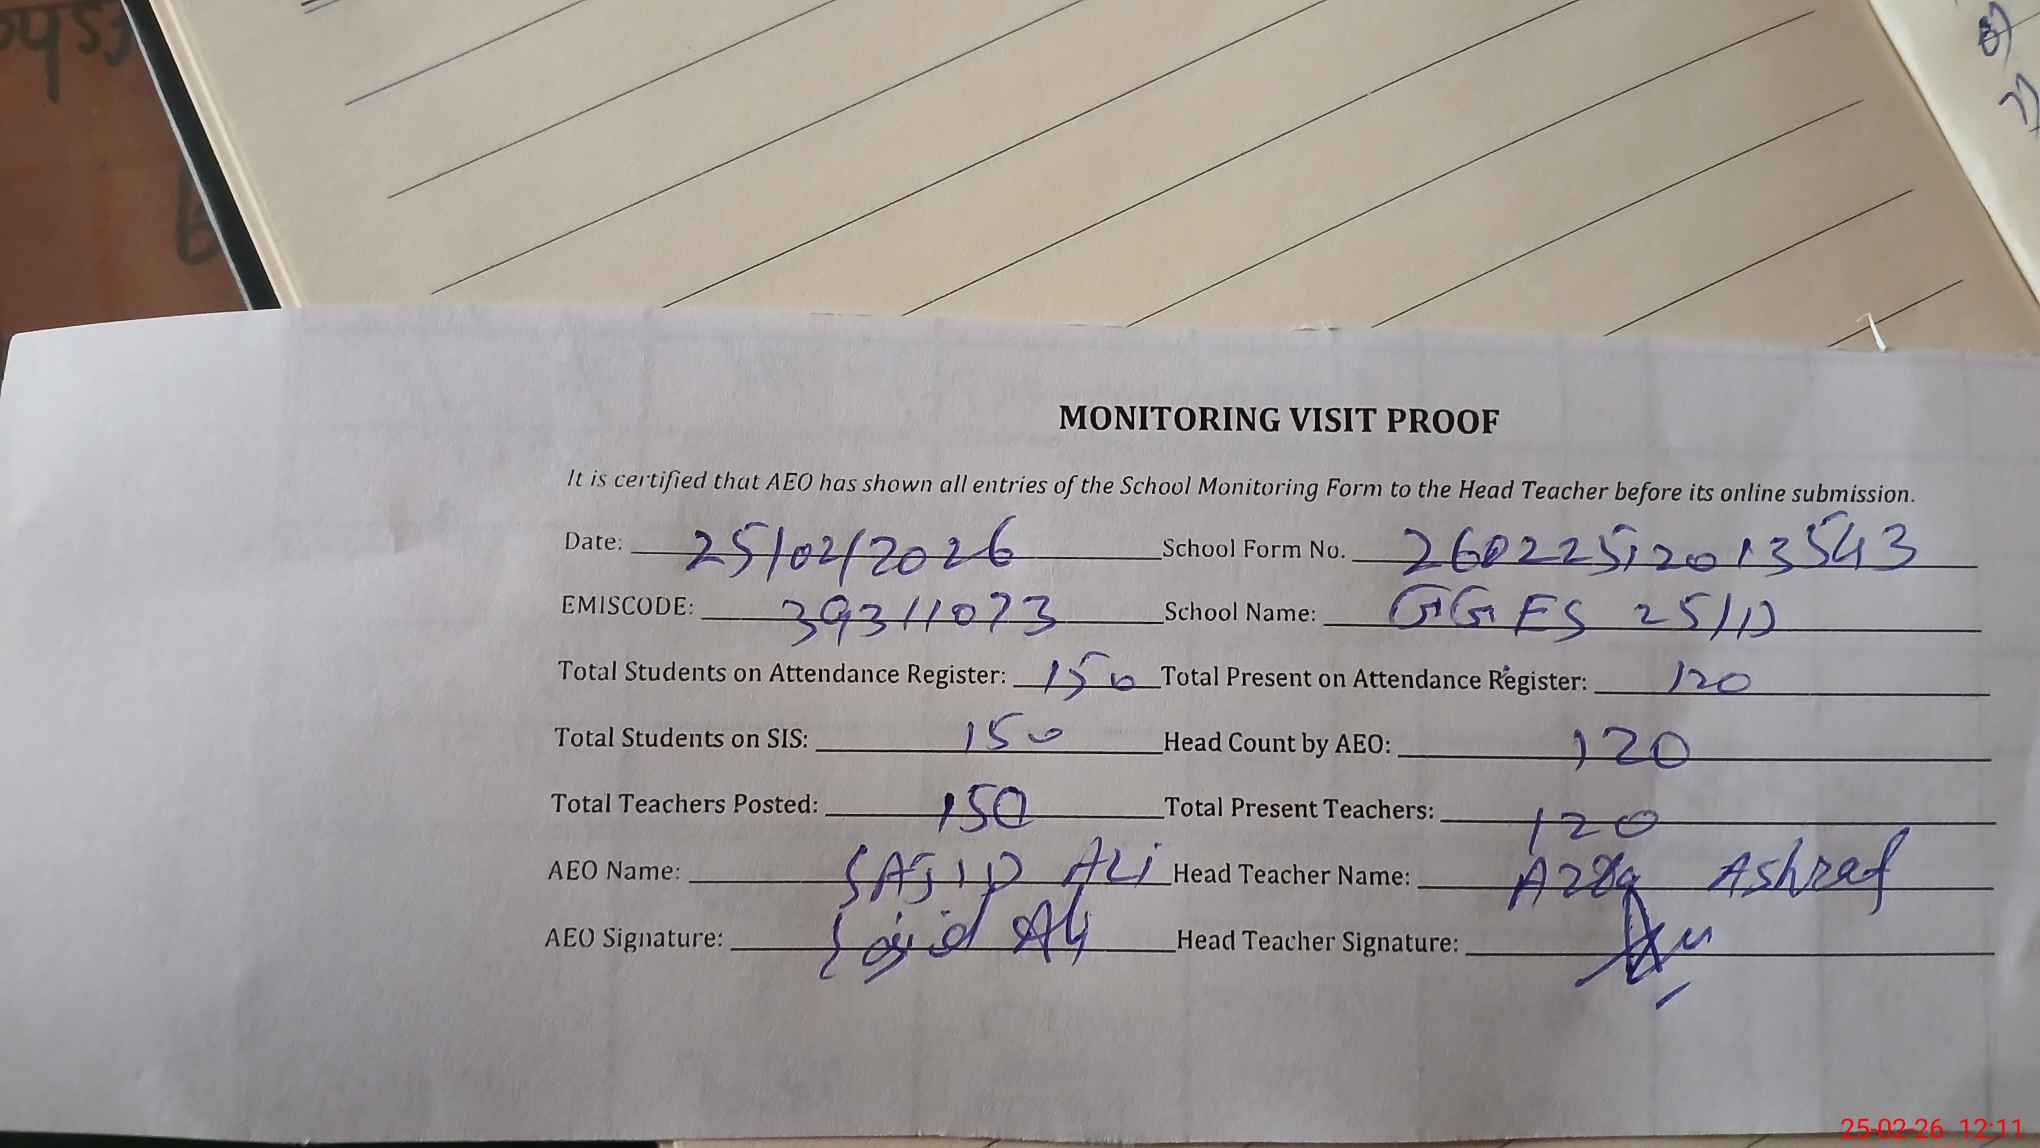 MONITORING VISIT PROOF
It is certified that AEO has shown all entries of the School Monitoring Form to the Head Teacher before its online submission.
Date: 25/02/2026 School Form No. 26022512013543
EMISCODE: 39311073 School Name: GGES 25/D
Total Students on Attendance Register: 150 Total Present on Attendance Register: 120
Total Students on SIS: 150 Head Count by AEO: 120
Total Teachers Posted: 150 Total Present Teachers: 120
AEO Name: SAJID ALi Head Teacher Name: Ashraf
AEO Signature: Sajid Ali Head Teacher Signature:
25-02-26 12:11